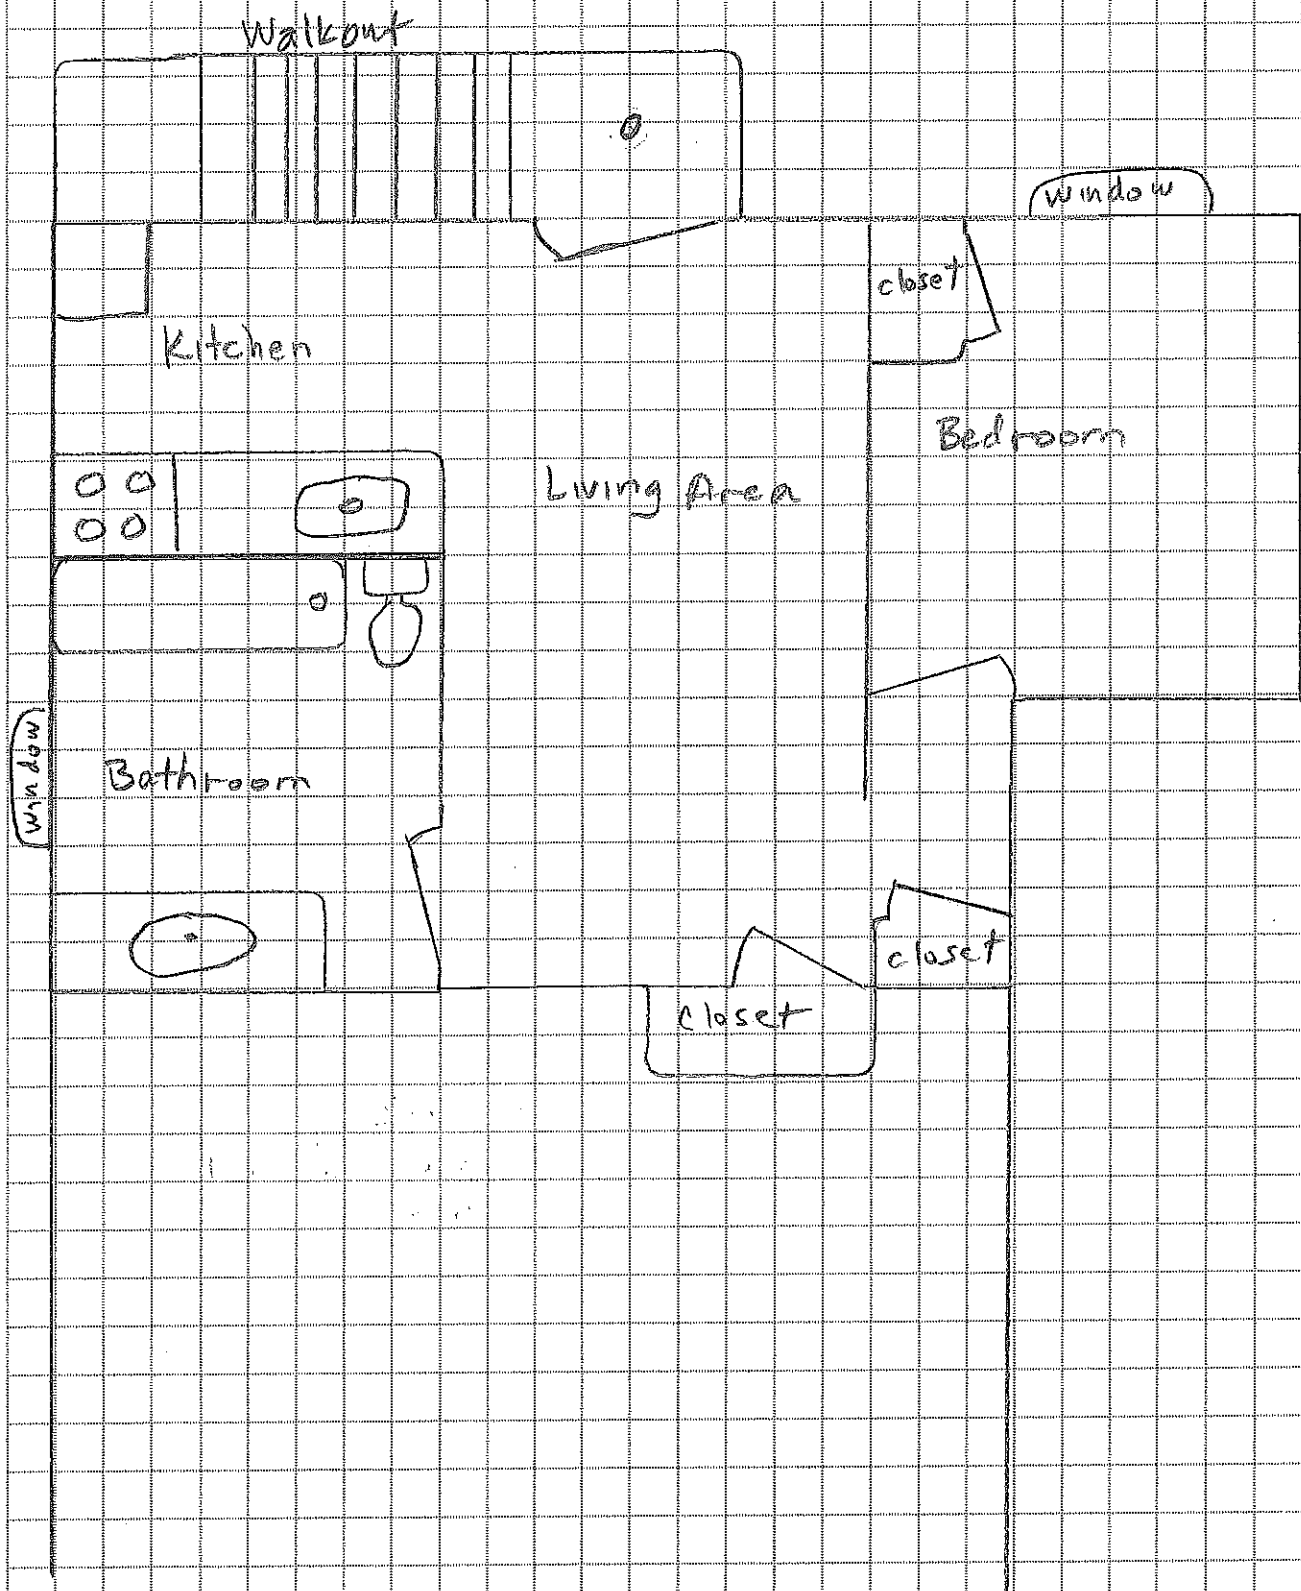 Walkout
window
closet
Kitchen
Bedroom
Living Area
window
Bathroom
closet
closet